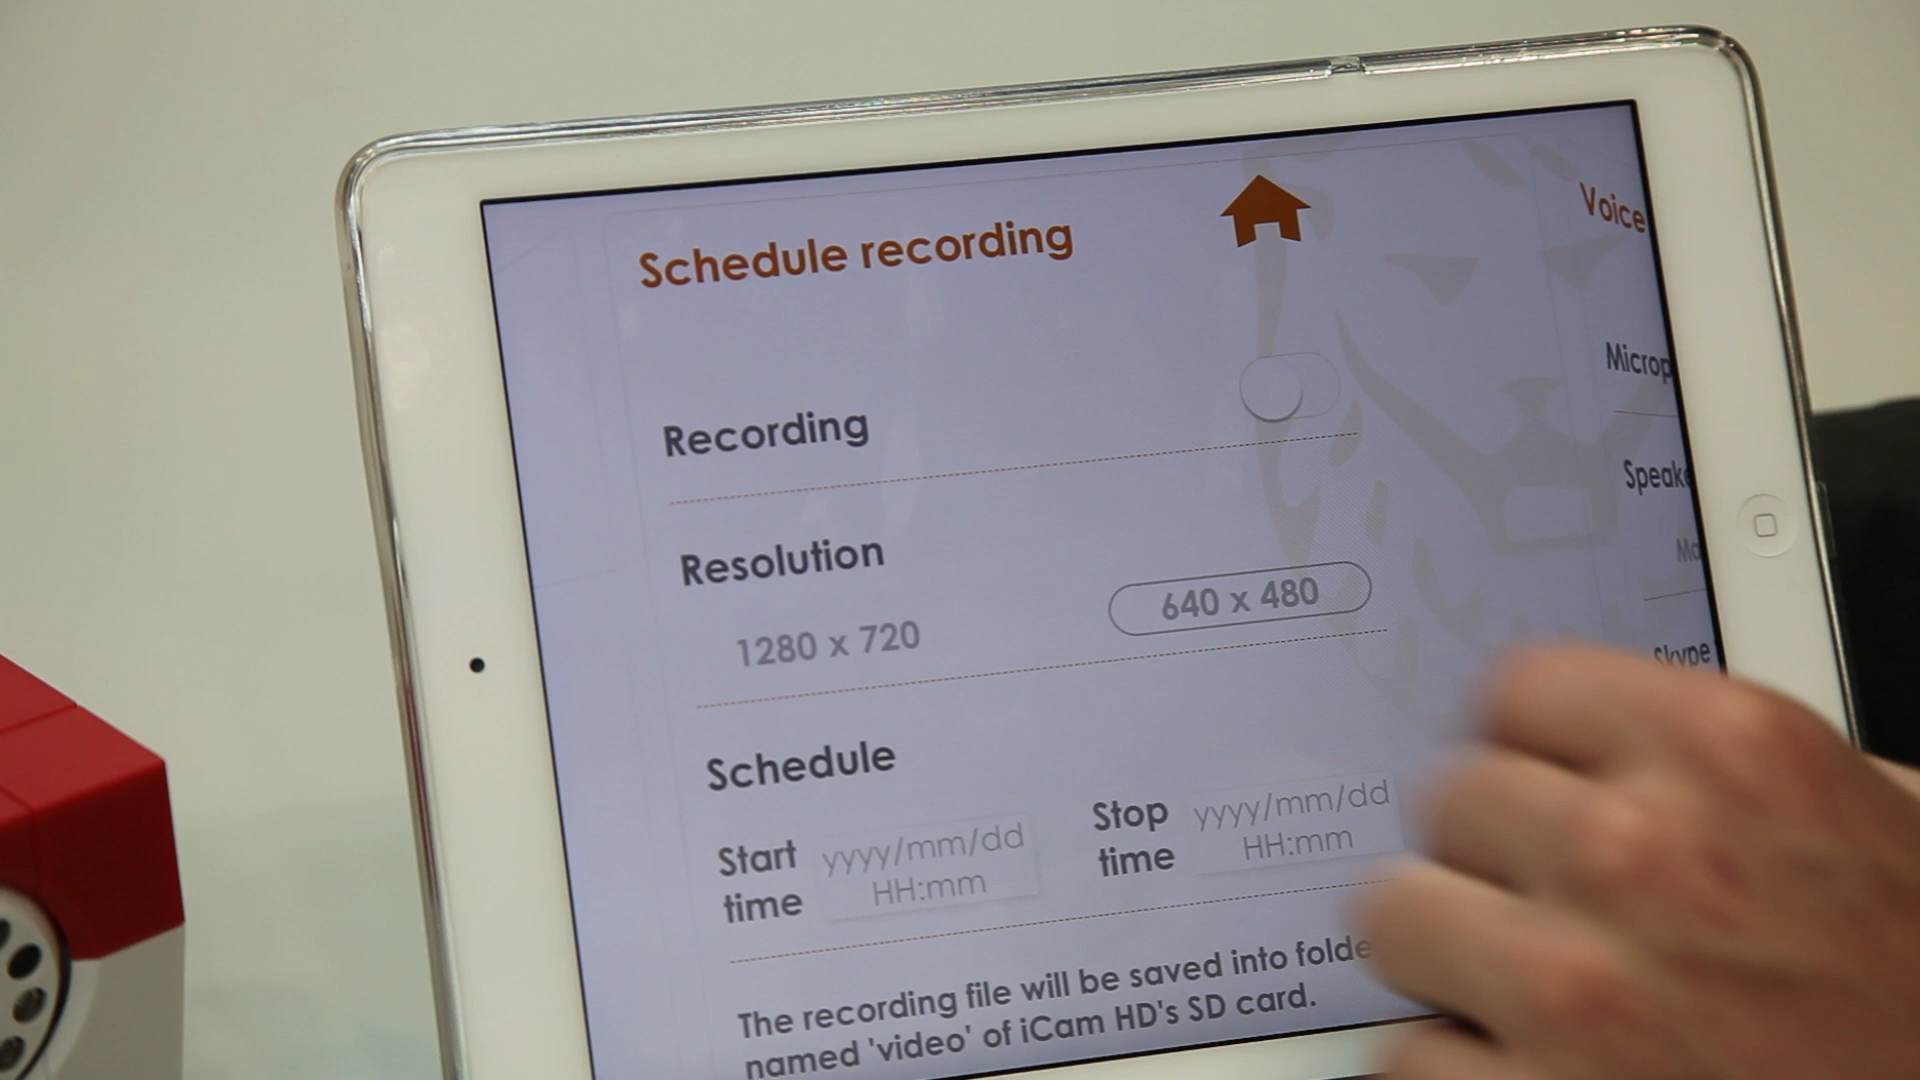 Schedule recording
Recording
Resolution
1280 x 720
640 x 480
Schedule
Start time
yyyy/mm/dd
HH:mm
Stop time
yyyy/mm/dd
HH:mm
The recording file will be saved into folde
named 'video' of iCam HD's SD card.
Voice
Microp
Speake
Skype